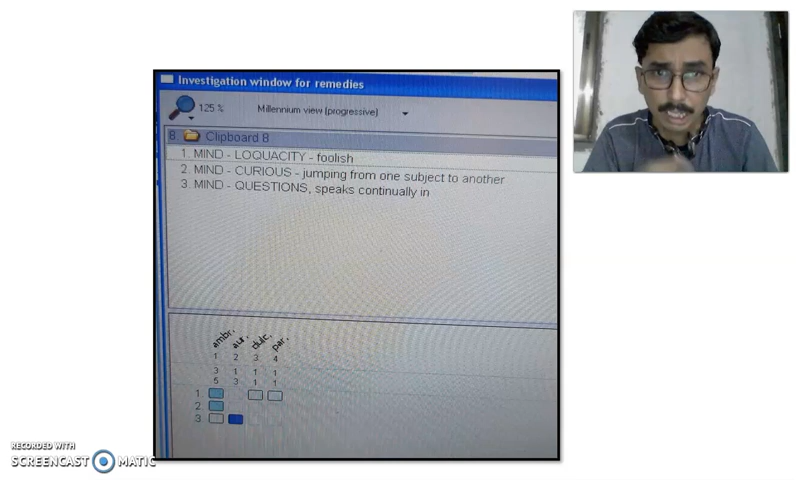 Investigation window for remedies
125 %
Millennium view (progressive)
8. Clipboard 8
1. MIND - LOQUACITY - foolish
2. MIND - CURIOUS - jumping from one subject to another
3. MIND - QUESTIONS, speaks continually in
ambr. aur. dulc. par.
1 2 3 4
3 1 1 1
5 3 1 1
1
2
3
RECORDED WITH
SCREENCAST MATIC